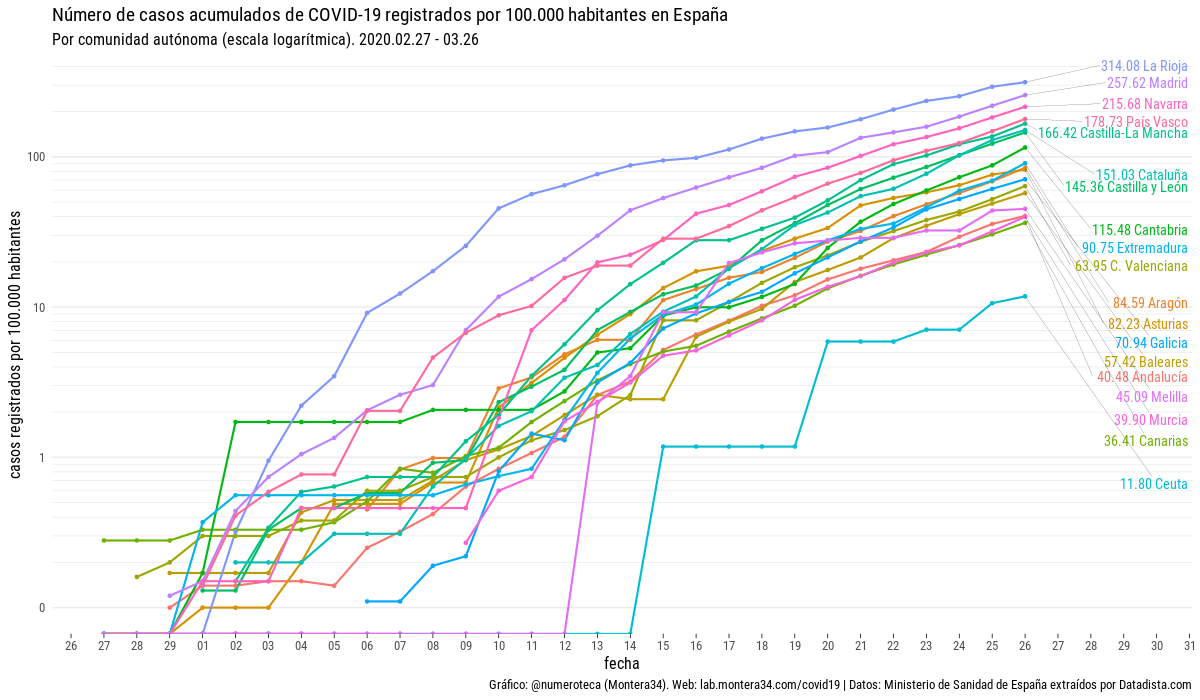 Número de casos acumulados de COVID-19 registrados por 100.000 habitantes en España
Por comunidad autónoma (escala logarítmica). 2020.02.27 - 03.26
casos registrados por 100.000 habitantes
100
10
1
0
314.08 La Rioja
257.62 Madrid
215.68 Navarra
178.73 País Vasco
166.42 Castilla-La Mancha
151.03 Cataluña
145.36 Castilla y León
115.48 Cantabria
90.75 Extremadura
63.95 C. Valenciana
84.59 Aragón
82.23 Asturias
70.94 Galicia
57.42 Baleares
40.48 Andalucía
45.09 Melilla
39.90 Murcia
36.41 Canarias
11.80 Ceuta
26 27 28 29 01 02 03 04 05 06 07 08 09 10 11 12 13 14 15 16 17 18 19 20 21 22 23 24 25 26 27 28 29 30 31
fecha
Gráfico: @numeroteca (Montera34). Web: lab.montera34.com/covid19 | Datos: Ministerio de Sanidad de España extraídos por Datadista.com